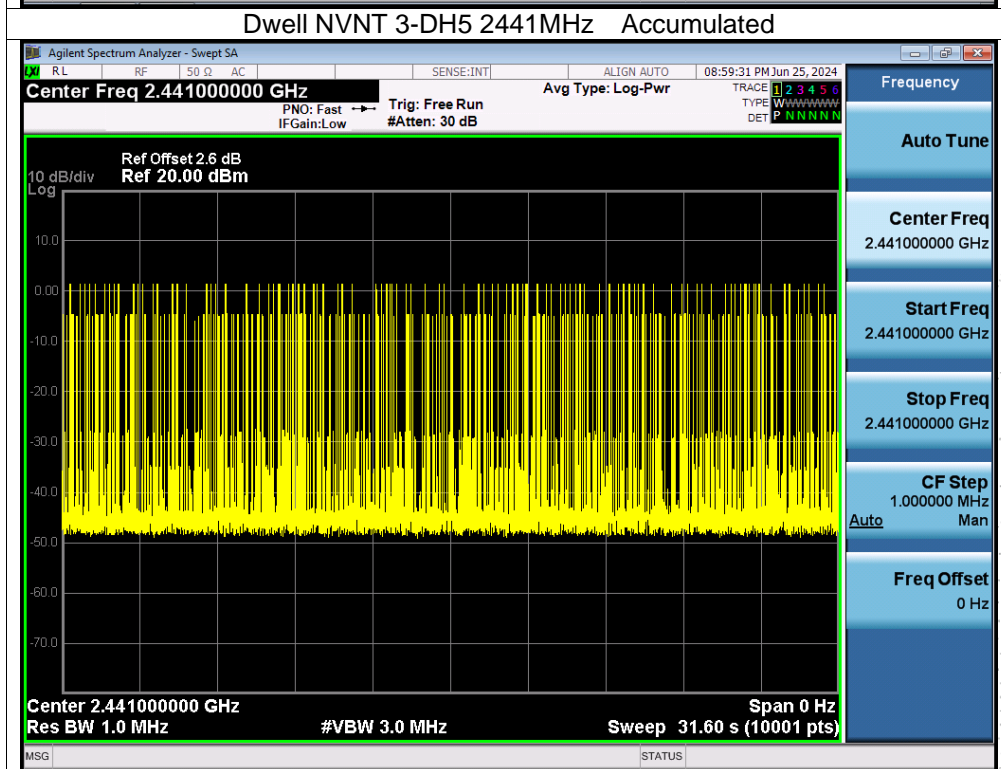 Dwell NVNT 3-DH5 2441MHz Accumulated
Agilent Spectrum Analyzer - Swept SA
LXI RL RF 50 Ω AC SENSE:INT ALIGN AUTO 08:59:31 PM Jun 25, 2024
Center Freq 2.441000000 GHz
PNO: Fast
IFGain:Low
Trig: Free Run
#Atten: 30 dB
Avg Type: Log-Pwr
TRACE 1 2 3 4 5 6
TYPE WWWWWW
DET P N N N N N
Ref Offset 2.6 dB
10 dB/div Ref 20.00 dBm
Log
10.0
0.00
-10.0
-20.0
-30.0
-40.0
-50.0
-60.0
-70.0
Center 2.441000000 GHz Span 0 Hz
Res BW 1.0 MHz #VBW 3.0 MHz Sweep 31.60 s (10001 pts)
MSG STATUS
Frequency
Auto Tune
Center Freq
2.441000000 GHz
Start Freq
2.441000000 GHz
Stop Freq
2.441000000 GHz
CF Step
1.000000 MHz
Auto Man
Freq Offset
0 Hz